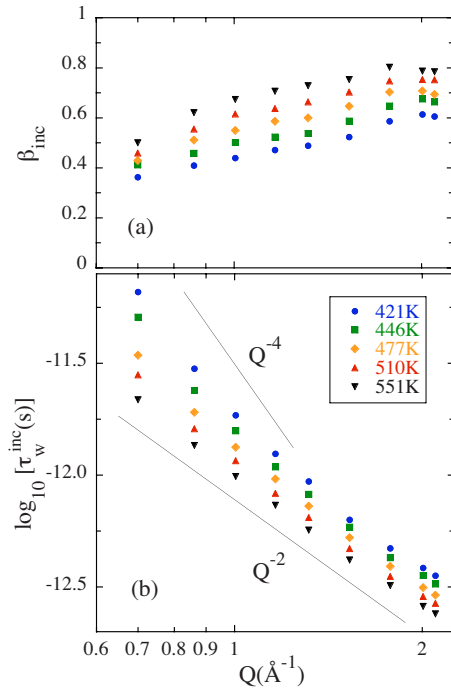 1
0.8
0.6
0.4
0.2
0
β_inc
(a)
421K
446K
477K
510K
551K
Q⁻⁴
-11.5
-12.0
-12.5
log₁₀ [τ_w^inc(s)]
Q⁻²
(b)
0.6 0.7 0.8 0.9 1 2
Q(Å⁻¹)